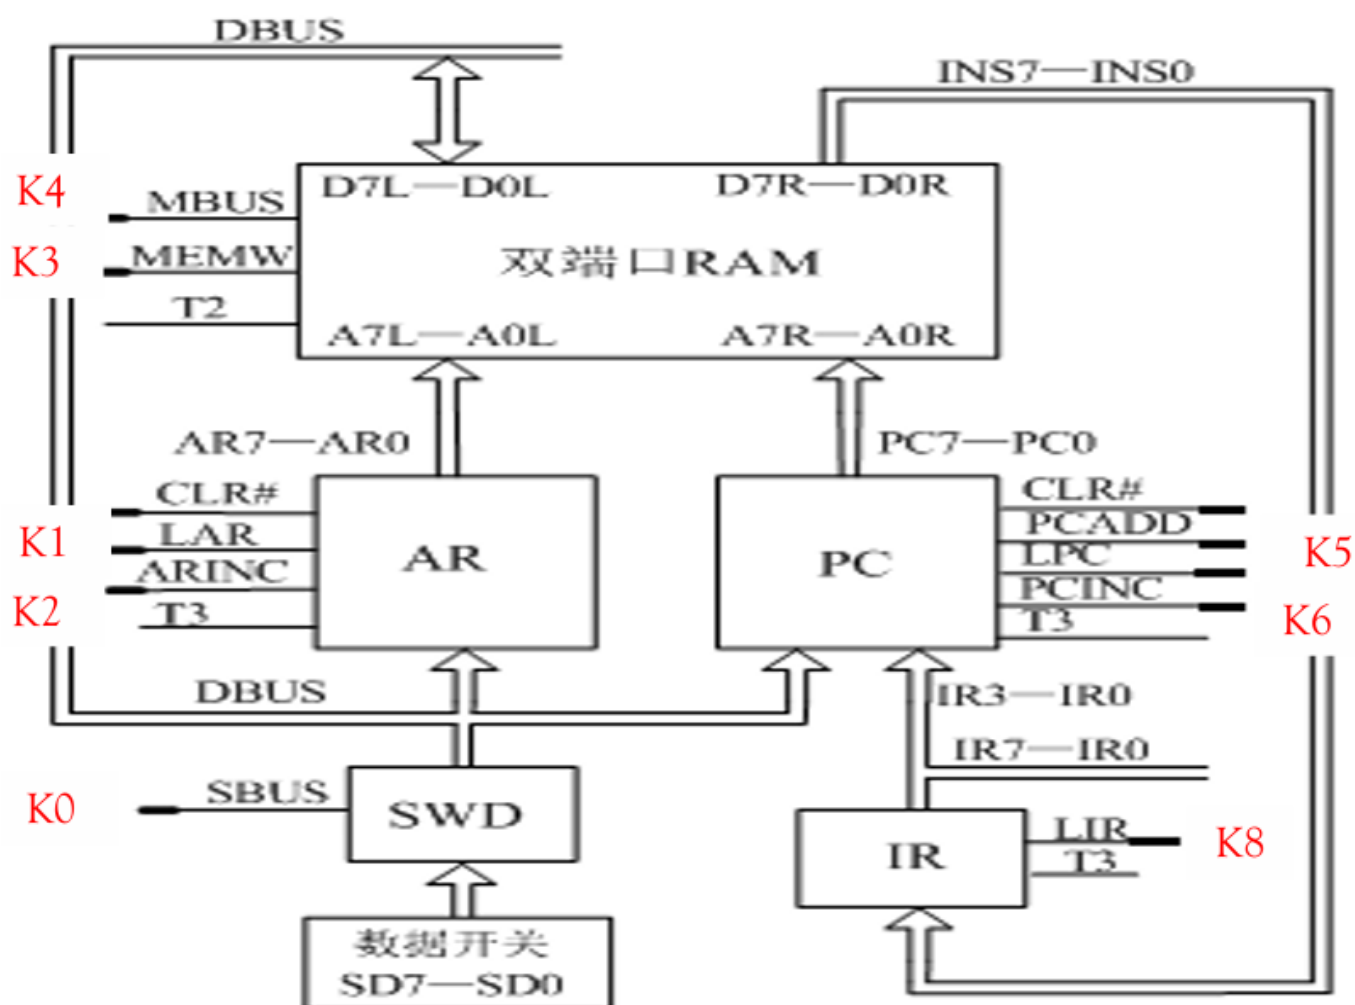 DBUS
INS7—INS0
K4
MBUS
D7L—D0L
D7R—D0R
K3
MEMW
双端口RAM
T2
A7L—A0L
A7R—A0R
AR7—AR0
PC7—PC0
CLR#
CLR#
K1
LAR
AR
PC
PCADD
K5
LPC
ARINC
PCINC
K2
T3
T3
K6
DBUS
IR3—IR0
IR7—IR0
K0
SBUS
SWD
IR
LIR
K8
T3
数据开关
SD7—SD0